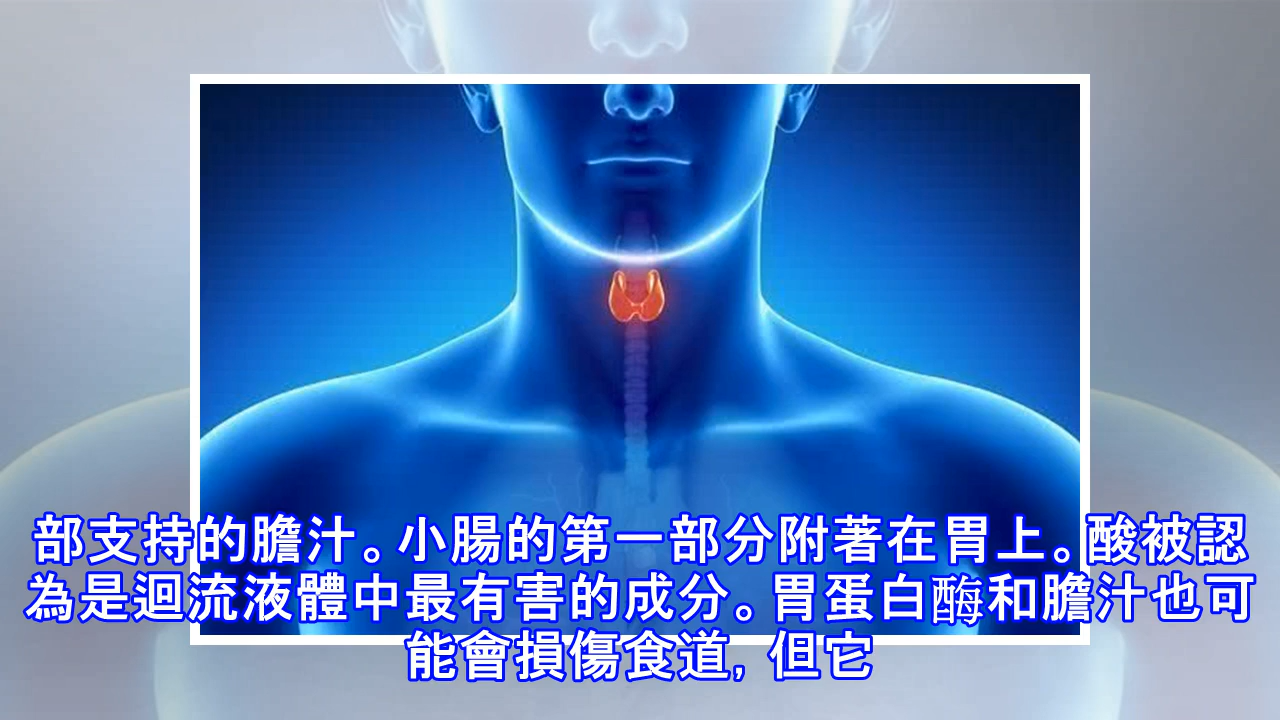 部支持的膽汁。小腸的第一部分附著在胃上。酸被認
為是迴流液體中最有害的成分。胃蛋白酶和膽汁也可
能會損傷食道, 但它